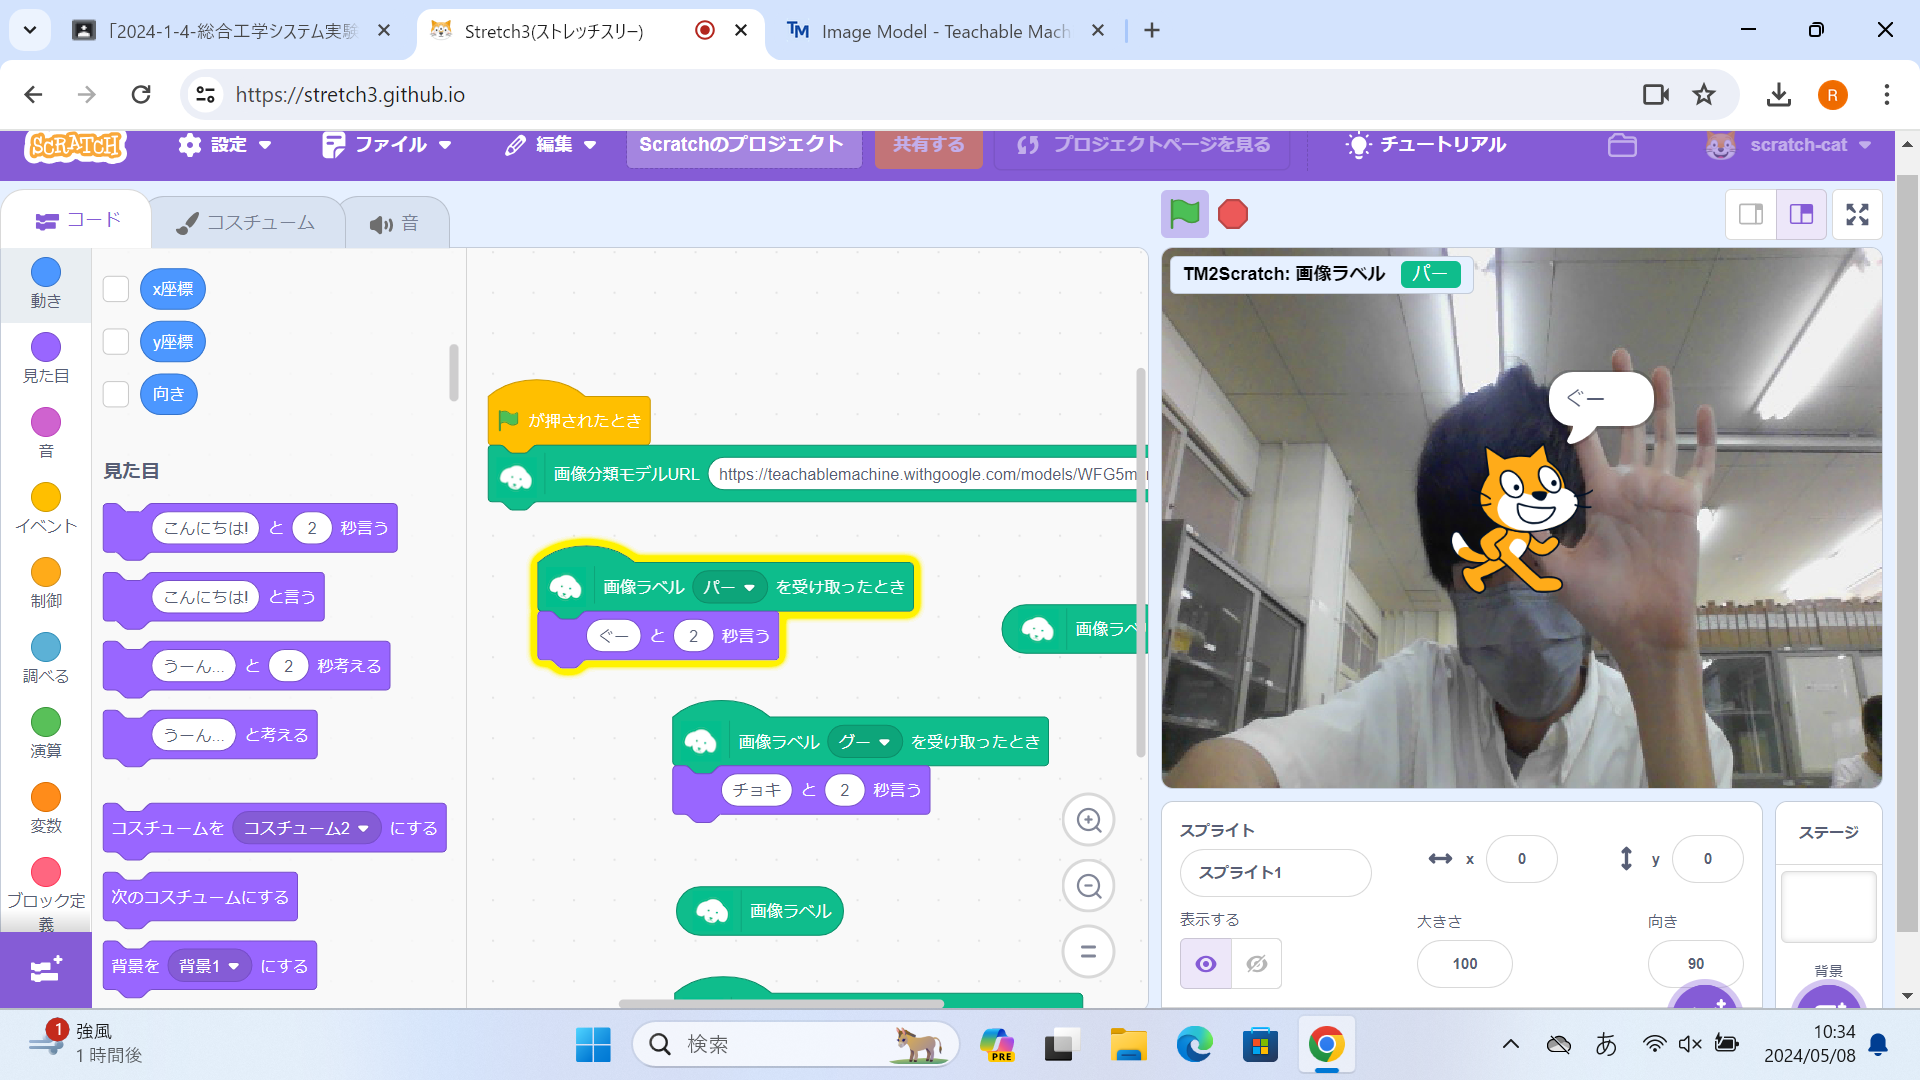 「2024-1-4-総合工学システム実験
Stretch3(ストレッチスリー)
Image Model - Teachable Mach
https://stretch3.github.io
R
SCRATCH
設定
ファイル
編集
Scratchのプロジェクト
共有する
プロジェクトページを見る
チュートリアル
scratch-cat
コード
コスチューム
音
動き
見た目
音
イベント
制御
調べる
演算
変数
ブロック定
義
x座標
y座標
向き
見た目
こんにちは! と 2 秒言う
こんにちは! と言う
うーん... と 2 秒考える
うーん... と考える
コスチュームを コスチューム2 にする
次のコスチュームにする
背景を 背景1 にする
が押されたとき
画像分類モデルURL https://teachablemachine.withgoogle.com/models/WFG5m
画像ラベル パー を受け取ったとき
ぐー と 2 秒言う
画像ラベ
画像ラベル グー を受け取ったとき
チョキ と 2 秒言う
画像ラベル
TM2Scratch: 画像ラベル パー
ぐー
スプライト
スプライト1
x 0
y 0
表示する
大きさ
100
向き
90
ステージ
背景
1
強風
1 時間後
検索
PRE
あ
10:34
2024/05/08